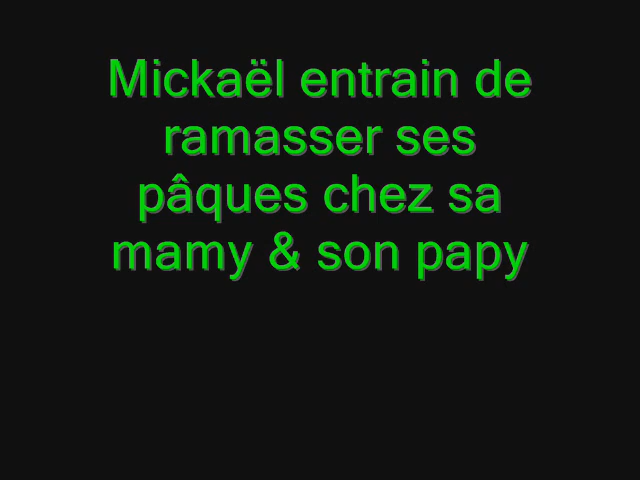 Mickaël entrain de
ramasser ses
pâques chez sa
mamy & son papy